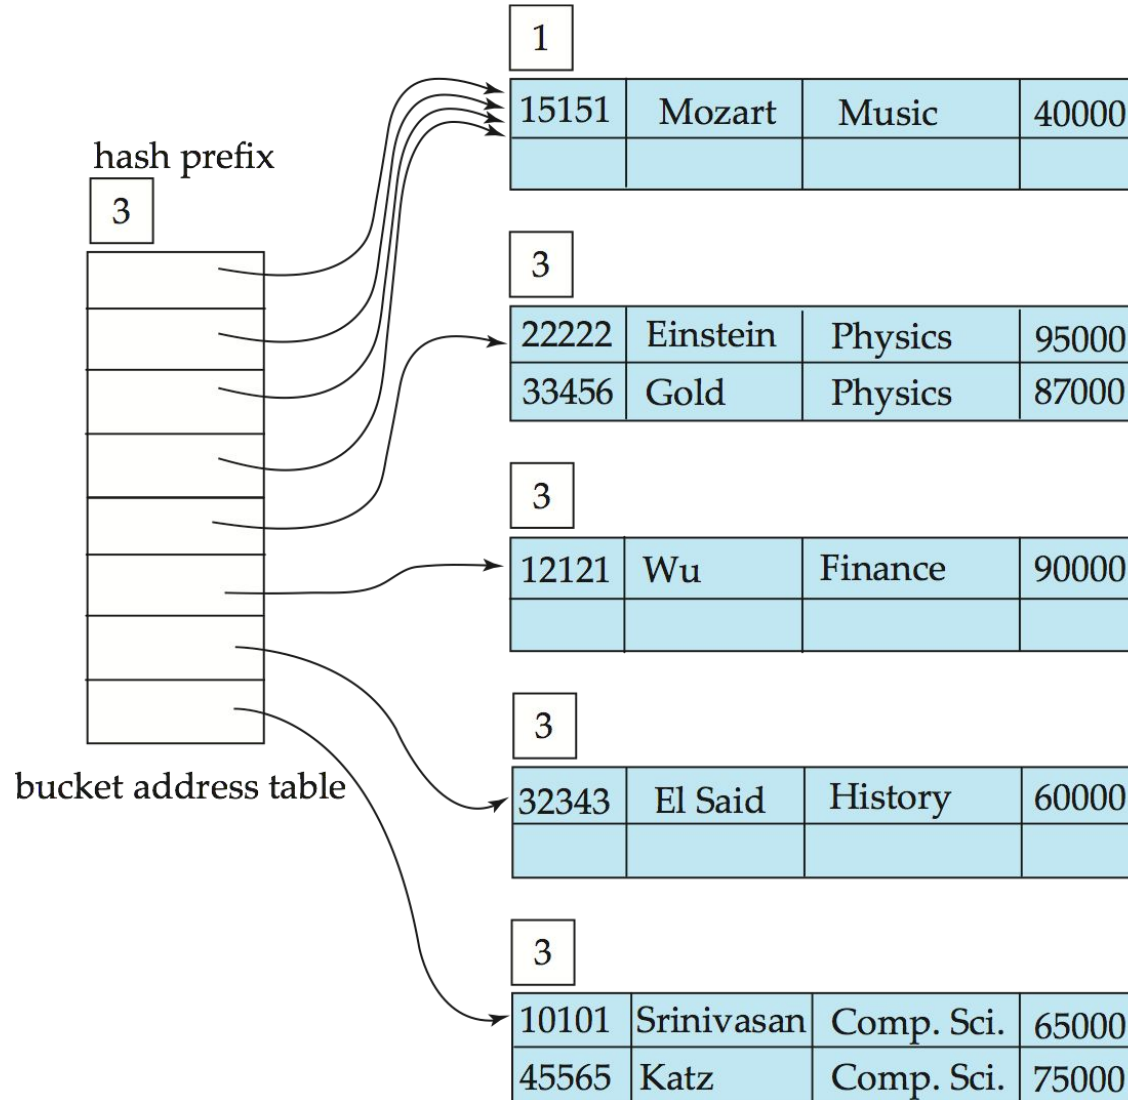 hash prefix
3
bucket address table
1
15151 Mozart Music 40000
3
22222 Einstein Physics 95000
33456 Gold Physics 87000
3
12121 Wu Finance 90000
3
32343 El Said History 60000
3
10101 Srinivasan Comp. Sci. 65000
45565 Katz Comp. Sci. 75000